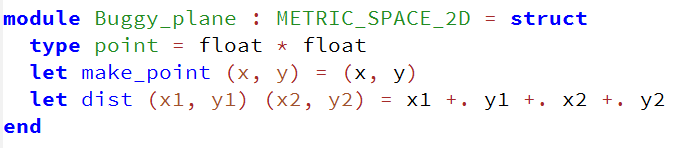 module Buggy_plane : METRIC_SPACE_2D = struct
  type point = float * float
  let make_point (x, y) = (x, y)
  let dist (x1, y1) (x2, y2) = x1 +. y1 +. x2 +. y2
end